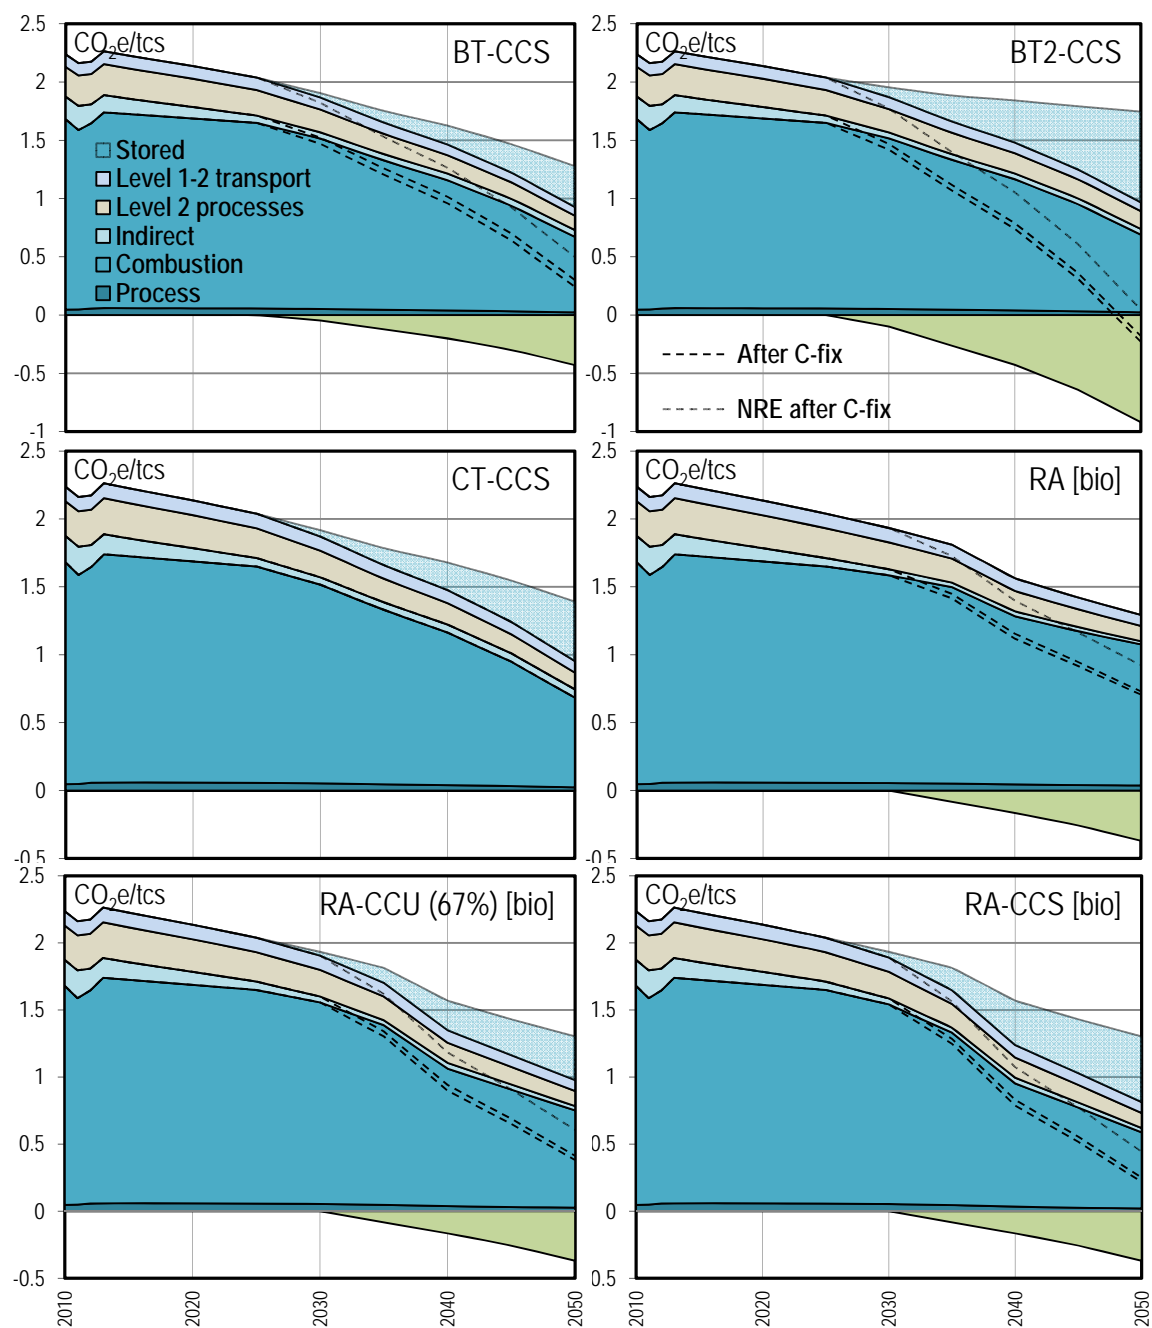 2.5
CO2e/tcs
BT-CCS
2
1.5
Stored
Level 1-2 transport
1
Level 2 processes
Indirect
0.5
Combustion
Process
0
-0.5
-1
2.5
CO2e/tcs
BT2-CCS
2
1.5
1
0.5
0
After C-fix
-0.5
NRE after C-fix
-1
2.5
CO2e/tcs
CT-CCS
2
1.5
1
0.5
0
-0.5
2.5
CO2e/tcs
RA [bio]
2
1.5
1
0.5
0
-0.5
2.5
CO2e/tcs
RA-CCU (67%) [bio]
2
1.5
1
0.5
0
-0.5
2010
2020
2030
2040
2050
2.5
CO2e/tcs
RA-CCS [bio]
2
1.5
1
0.5
0
0.5
2010
2020
2030
2040
2050